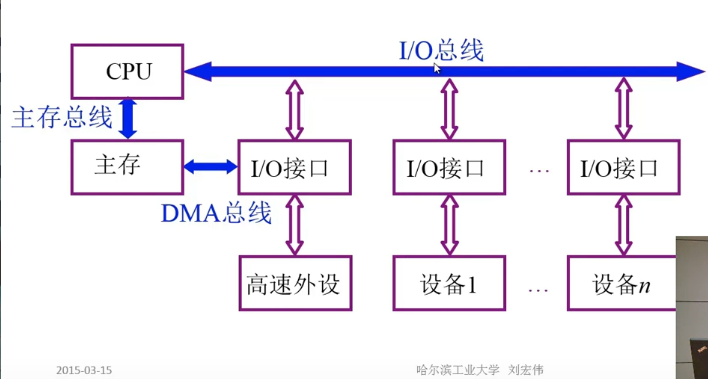 I/O总线
CPU
主存总线
主存
I/O接口
I/O接口
…
I/O接口
DMA总线
高速外设
设备1
…
设备n
2015-03-15
哈尔滨工业大学 刘宏伟